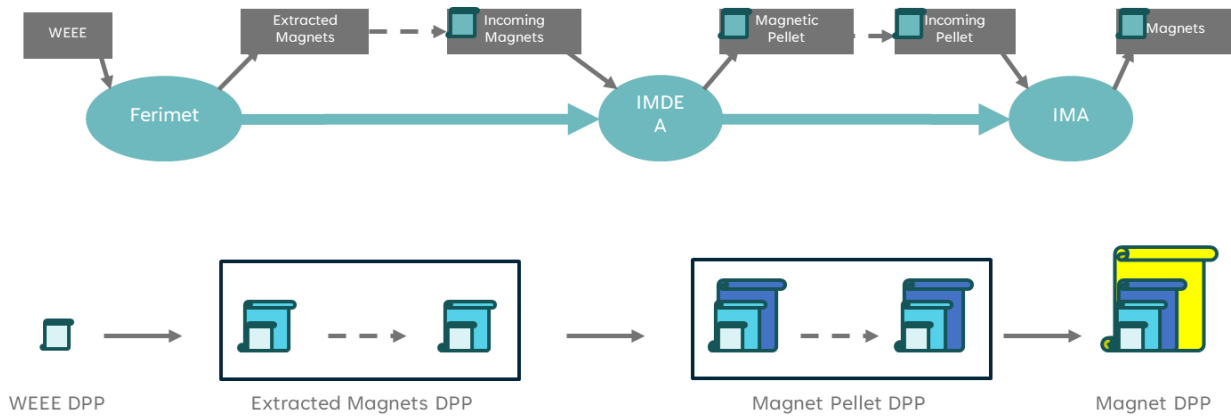 WEEE
Extracted
Magnets
Incoming
Magnets
Magnetic
Pellet
Incoming
Pellet
Magnets
Ferimet
IMDE
A
IMA
WEEE DPP
Extracted Magnets DPP
Magnet Pellet DPP
Magnet DPP